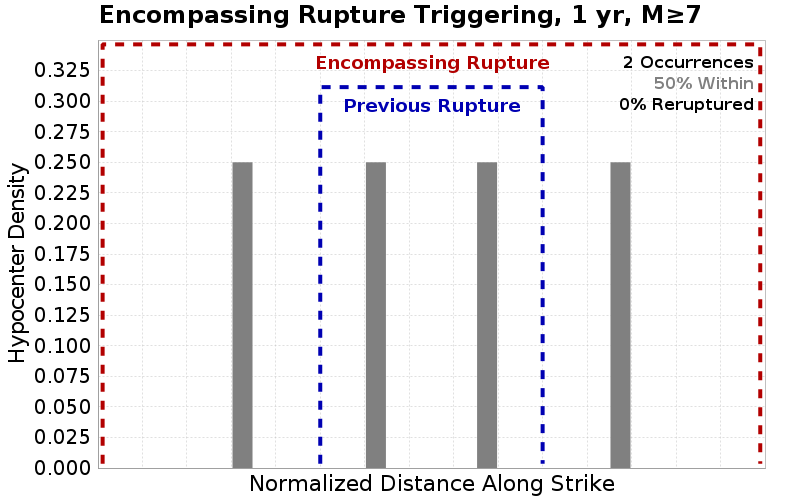 Encompassing Rupture Triggering, 1 yr, M≥7
Encompassing Rupture
Previous Rupture
2 Occurrences
50% Within
0% Reruptured
0.325
0.300
0.275
0.250
0.225
0.200
0.175
0.150
0.125
0.100
0.075
0.050
0.025
0.000
Hypocenter Density
Normalized Distance Along Strike